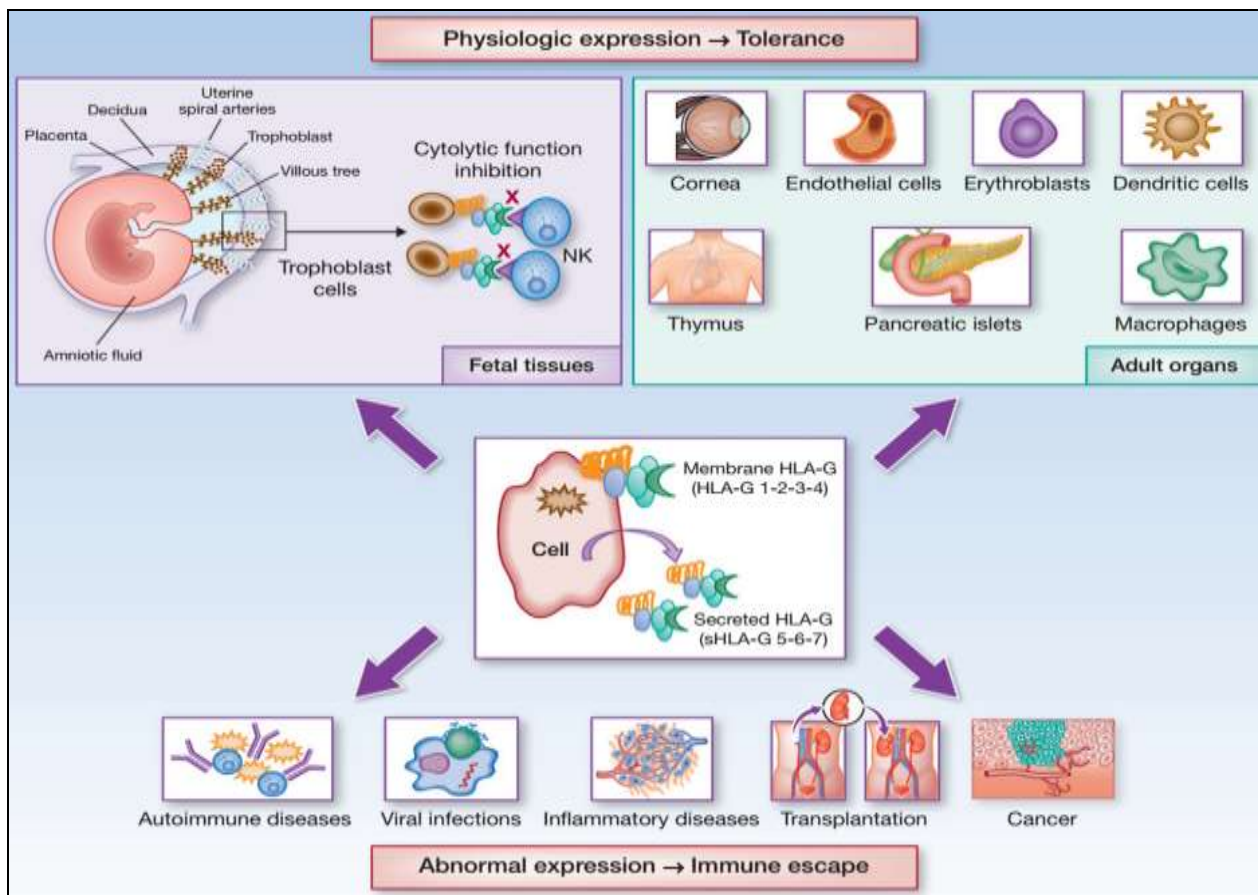 Physiologic expression → Tolerance
Uterine
spiral arteries
Decidua
Placenta
Trophoblast
Villous tree
Cytolytic function
inhibition
X
X
NK
Trophoblast
cells
Amniotic fluid
Fetal tissues
Cornea
Endothelial cells
Erythroblasts
Dendritic cells
Thymus
Pancreatic islets
Macrophages
Adult organs
Membrane HLA-G
(HLA-G 1-2-3-4)
Cell
Secreted HLA-G
(sHLA-G 5-6-7)
Autoimmune diseases
Viral infections
Inflammatory diseases
Transplantation
Cancer
Abnormal expression → Immune escape